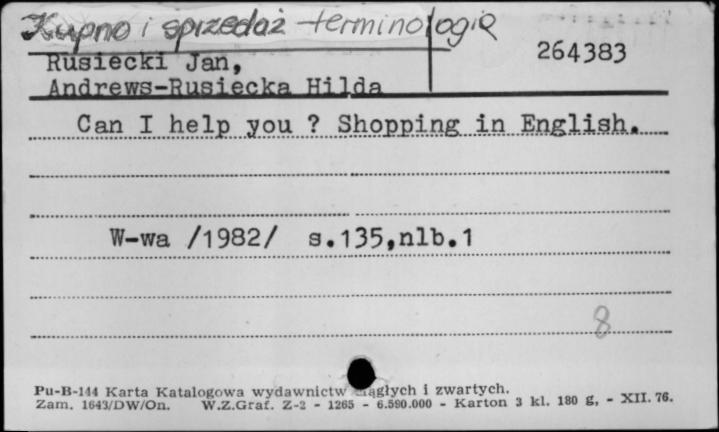 Kupno i sprzedaż terminologia
Rusiecki Jan,
264383
Andrews-Rusiecka Hilda
Can I help you ? Shopping in English.
W-wa /1982/ s.135,nlb.1
8
Pu-B-144 Karta Katalogowa wydawnictw ciągłych i zwartych.
Zam. 1643/DW/On. W.Z.Graf. Z-2 - 1265 - 6.590.000 - Karton 3 kl. 180 g, - XII. 76.